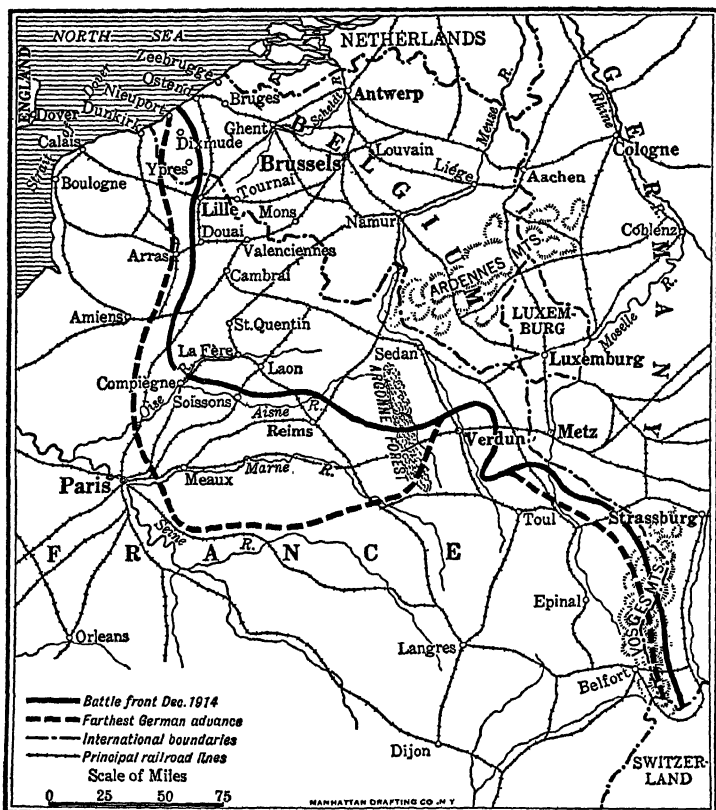 NORTH SEA
NETHERLANDS
ENGLAND
Zeebrugge
Ostend
Nieuport
Bruges
Antwerp
Dover
Strait of Dover
Dunkirk
Calais
Dixmude
Ghent
Scheldt R.
Meuse R.
Rhine
GERMANY
BELGIUM
Cologne
Ypres
Brussels
Louvain
Liége
Aachen
Boulogne
Tournai
Lille
Mons
Namur
Coblenz
Douai
Valenciennes
ARDENNES MTS.
Arras
Cambrai
Amiens
St.Quentin
LUXEM-
BURG
Moselle R.
La Fère
Sedan
Luxemburg
Laon
Compiègne
Oise R.
Soissons
Aisne R.
Reims
ARGONNE FOREST
Verdun
Metz
Paris
Meaux
Marne R.
Toul
Strassburg
Seine R.
FRANCE
VOSGES MTS.
Epinal
Orleans
Langres
Belfort
Dijon
SWITZER-
LAND
Battle front Dec. 1914
Farthest German advance
International boundaries
Principal railroad lines
Scale of Miles
0 25 50 75
MANHATTAN DRAFTING CO. N Y